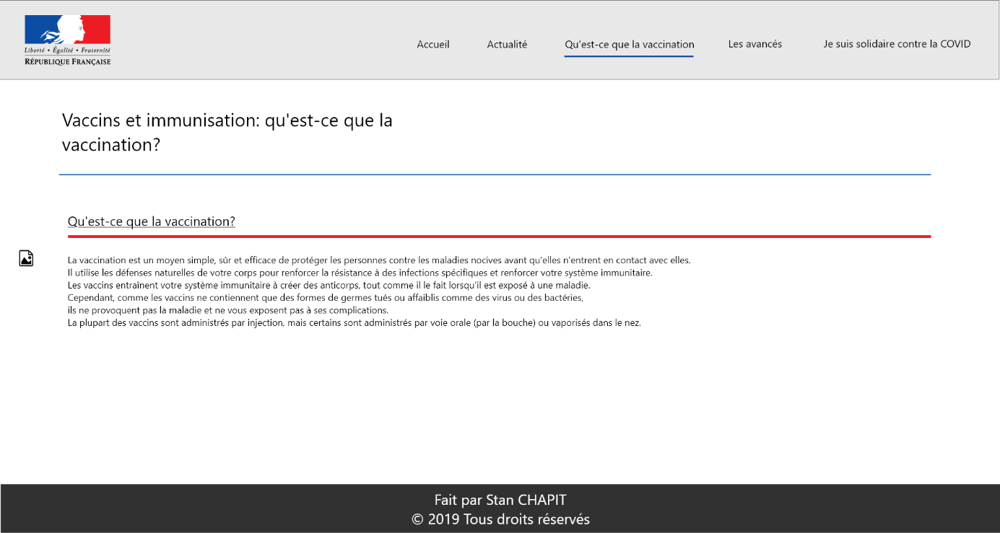 Liberté • Égalité • Fraternité
RÉPUBLIQUE FRANÇAISE
Accueil
Actualité
Qu'est-ce que la vaccination
Les avancés
Je suis solidaire contre la COVID
Vaccins et immunisation: qu'est-ce que la
vaccination?
Qu'est-ce que la vaccination?
La vaccination est un moyen simple, sûr et efficace de protéger les personnes contre les maladies nocives avant qu'elles n'entrent en contact avec elles.
Il utilise les défenses naturelles de votre corps pour renforcer la résistance à des infections spécifiques et renforcer votre système immunitaire.
Les vaccins entraînent votre système immunitaire à créer des anticorps, tout comme il le fait lorsqu'il est exposé à une maladie.
Cependant, comme les vaccins ne contiennent que des formes de germes tués ou affaiblis comme des virus ou des bactéries,
ils ne provoquent pas la maladie et ne vous exposent pas à ses complications.
La plupart des vaccins sont administrés par injection, mais certains sont administrés par voie orale (par la bouche) ou vaporisés dans le nez.
Fait par Stan CHAPIT
© 2019 Tous droits réservés